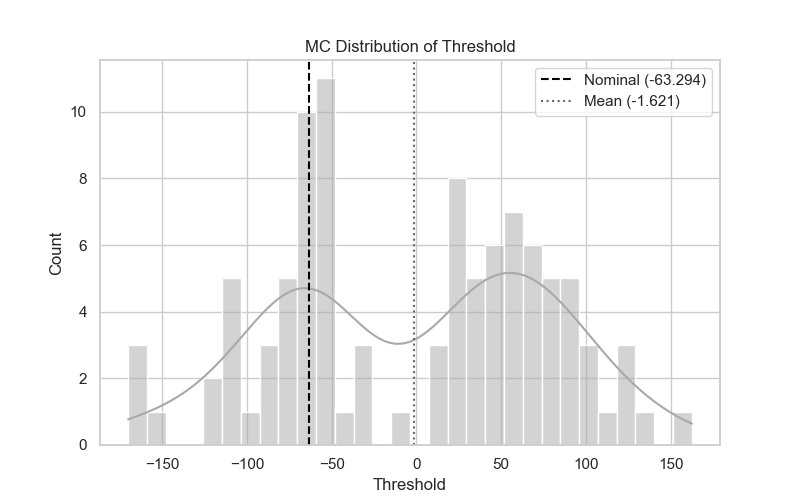 MC Distribution of Threshold
Nominal (-63.294)
Mean (-1.621)
Count
10
8
6
4
2
0
−150
−100
−50
0
50
100
150
Threshold